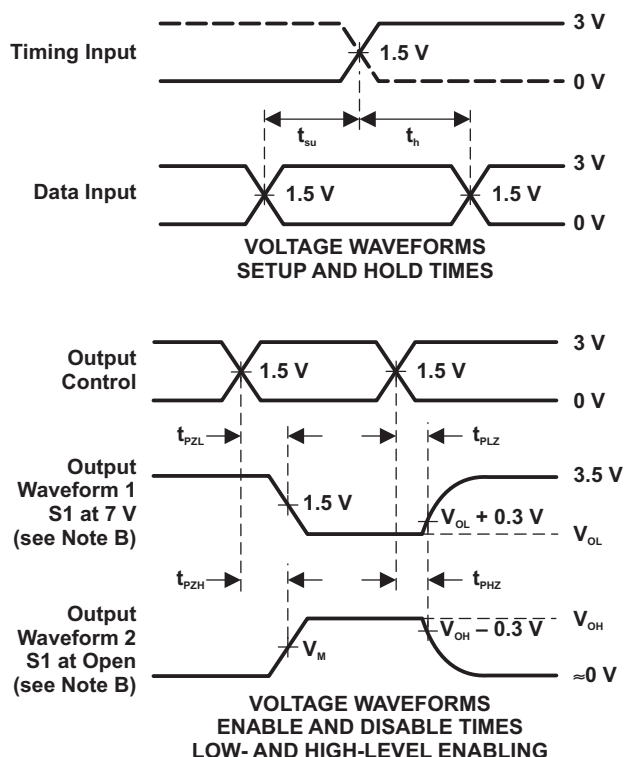 3 V
Timing Input
1.5 V
0 V
tsu
th
3 V
Data Input
1.5 V
1.5 V
0 V
VOLTAGE WAVEFORMS
SETUP AND HOLD TIMES
3 V
Output
Control
1.5 V
1.5 V
0 V
tPZL
tPLZ
Output
Waveform 1
S1 at 7 V
(see Note B)
3.5 V
1.5 V
VOL + 0.3 V
VOL
tPZH
tPHZ
Output
Waveform 2
S1 at Open
(see Note B)
VOH
VOH – 0.3 V
VM
≈0 V
VOLTAGE WAVEFORMS
ENABLE AND DISABLE TIMES
LOW- AND HIGH-LEVEL ENABLING